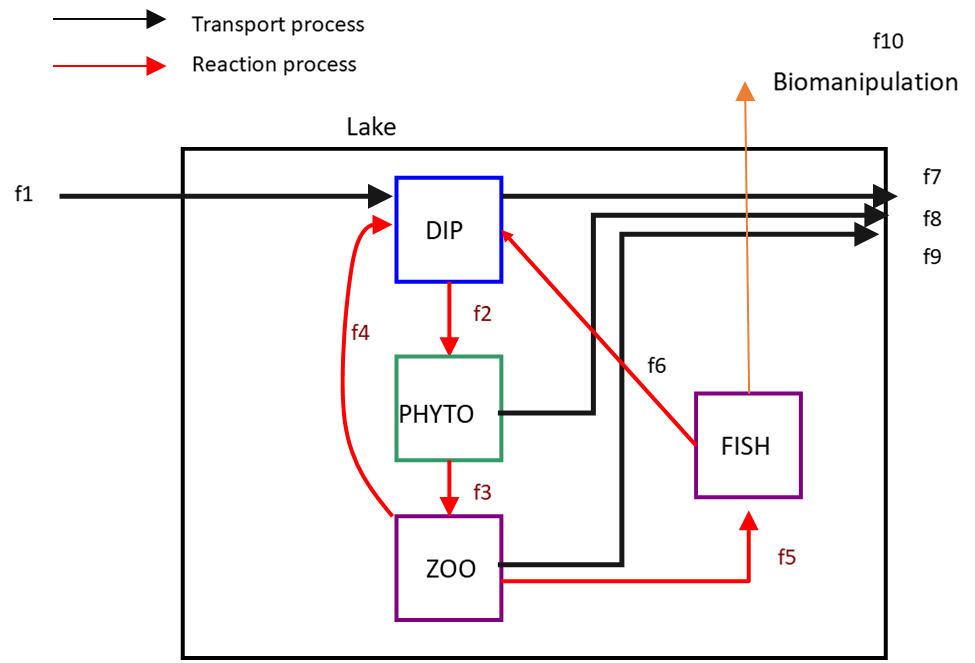 Transport process
Reaction process
f10
Biomanipulation
Lake
f1
f7
DIP
f8
f9
f2
f4
f6
PHYTO
FISH
f3
f5
ZOO